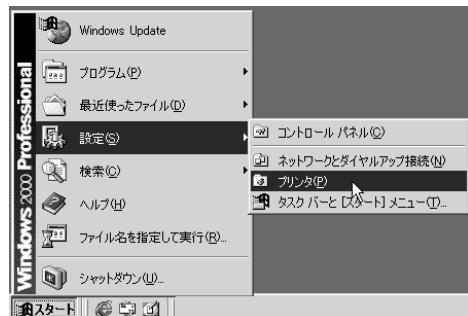 Windows Update
プログラム(P)
最近使ったファイル(D)
設定(S)
検索(C)
ヘルプ(H)
ファイル名を指定して実行(R)...
シャットダウン(U)...
コントロール パネル(C)
ネットワークとダイヤルアップ接続(N)
プリンタ(P)
タスク バーと [スタート] メニュー(T)...
Windows 2000 Professional
スタート